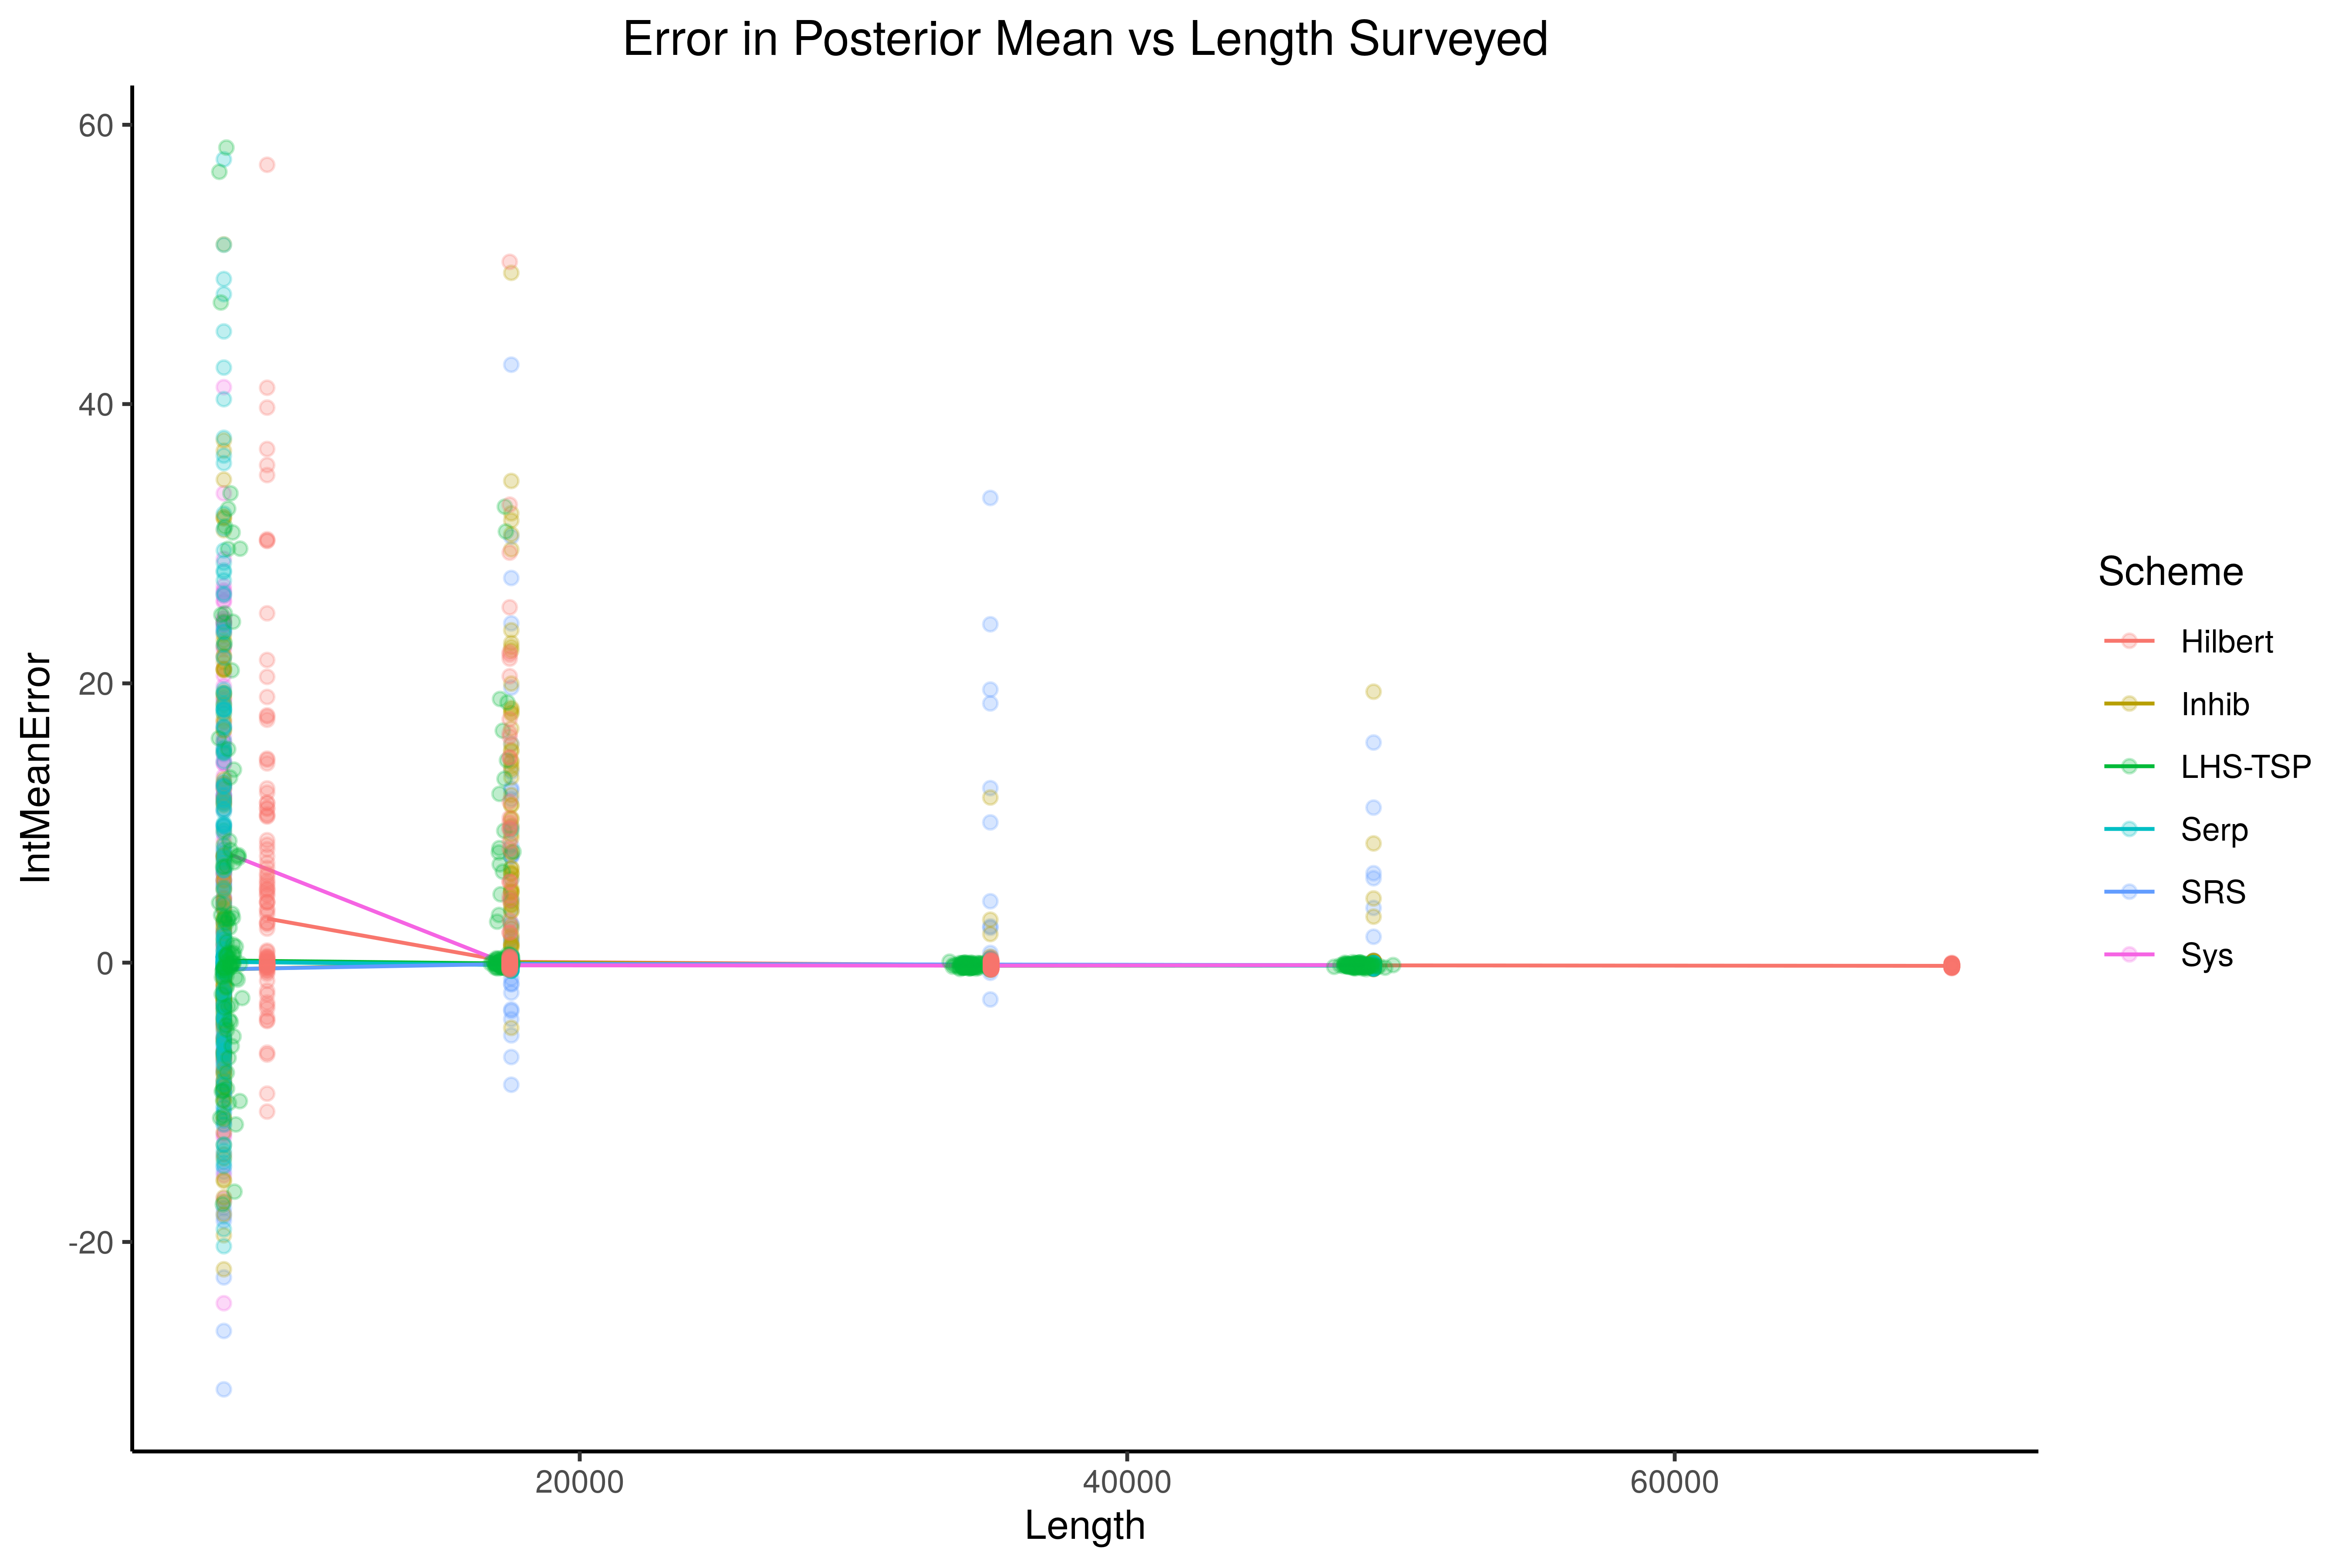 Error in Posterior Mean vs Length Surveyed
IntMeanError
60
40
20
0
-20
20000 40000 60000
Length
Scheme
Hilbert
Inhib
LHS-TSP
Serp
SRS
Sys